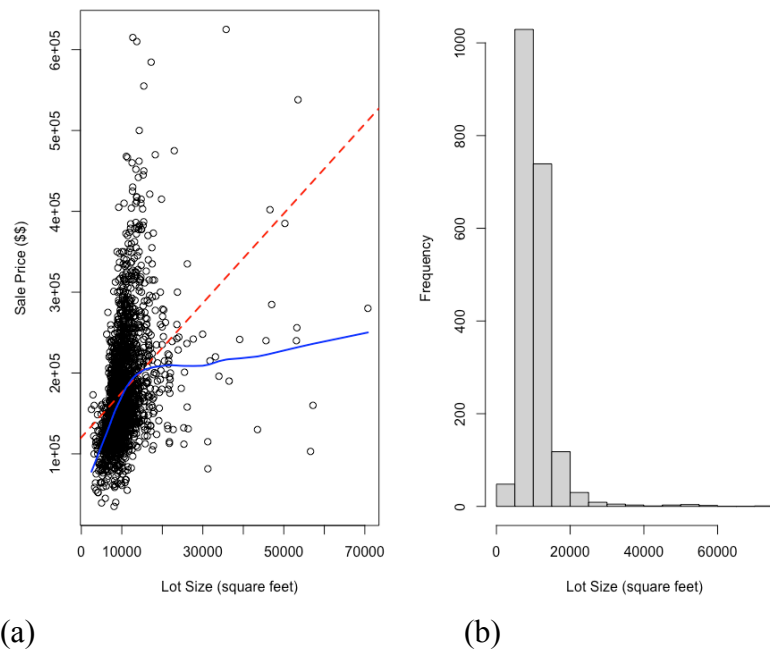 6e+05
5e+05
4e+05
3e+05
2e+05
1e+05
Sale Price ($$)
0 10000 30000 50000 70000
Lot Size (square feet)
(a)
1000
800
600
400
200
0
Frequency
0 20000 40000 60000
Lot Size (square feet)
(b)